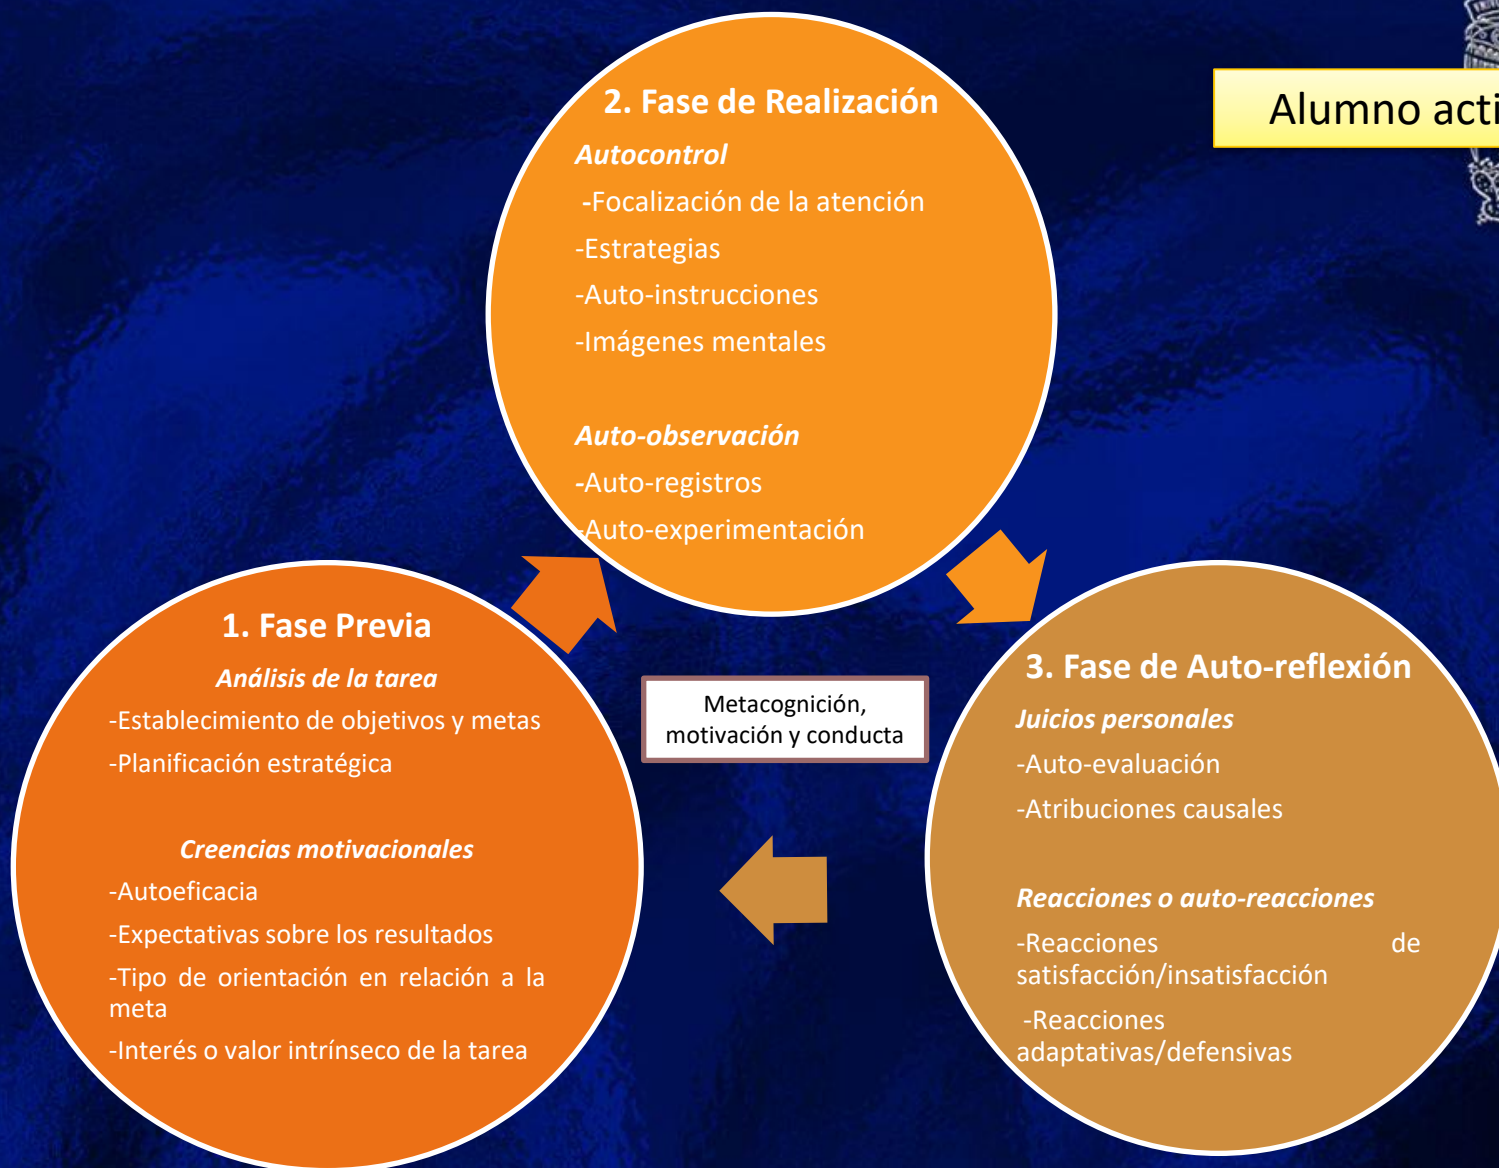 2. Fase de Realización
Autocontrol
-Focalización de la atención
-Estrategias
-Auto-instrucciones
-Imágenes mentales
Auto-observación
-Auto-registros
-Auto-experimentación
Alumno acti
1. Fase Previa
Análisis de la tarea
-Establecimiento de objetivos y metas
-Planificación estratégica
Creencias motivacionales
-Autoeficacia
-Expectativas sobre los resultados
-Tipo de orientación en relación a la
meta
-Interés o valor intrínseco de la tarea
Metacognición,
motivación y conducta
3. Fase de Auto-reflexión
Juicios personales
-Auto-evaluación
-Atribuciones causales
Reacciones o auto-reacciones
-Reacciones de
satisfacción/insatisfacción
-Reacciones
adaptativas/defensivas